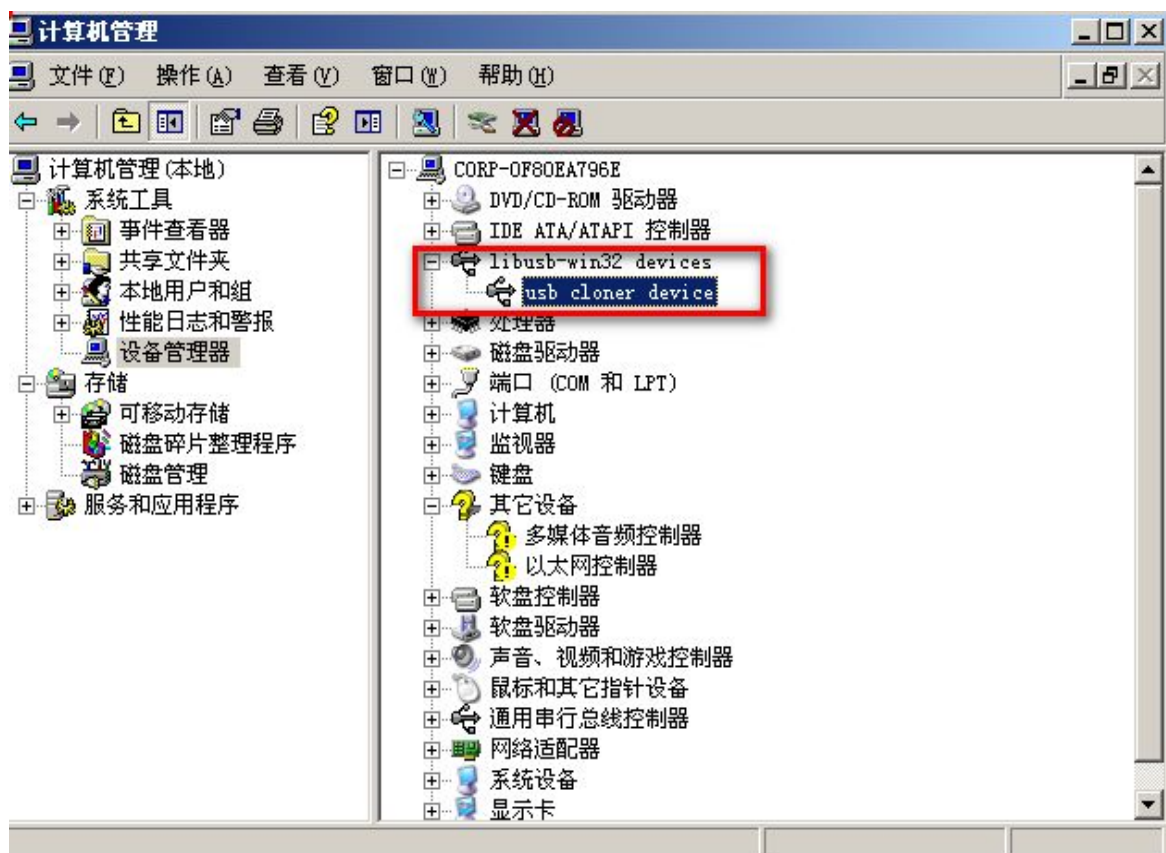 计算机管理
文件(F) 操作(A) 查看(V) 窗口(W) 帮助(H)
计算机管理(本地)
系统工具
事件查看器
共享文件夹
本地用户和组
性能日志和警报
设备管理器
存储
可移动存储
磁盘碎片整理程序
磁盘管理
服务和应用程序
CORP-0F80EA796E
DVD/CD-ROM 驱动器
IDE ATA/ATAPI 控制器
libusb-win32 devices
usb cloner device
处理器
磁盘驱动器
端口 (COM 和 LPT)
计算机
监视器
键盘
其它设备
多媒体音频控制器
以太网控制器
软盘控制器
软盘驱动器
声音、视频和游戏控制器
鼠标和其它指针设备
通用串行总线控制器
网络适配器
系统设备
显示卡